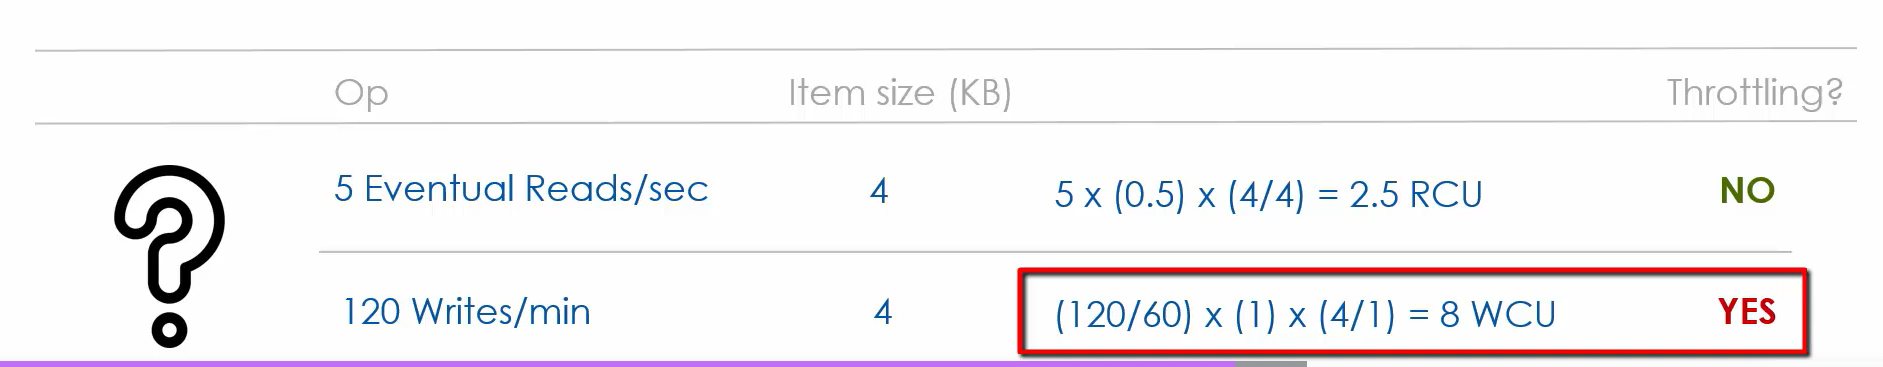 Op Item size (KB) Throttling?
5 Eventual Reads/sec 4 5 x (0.5) x (4/4) = 2.5 RCU NO
120 Writes/min 4 (120/60) x (1) x (4/1) = 8 WCU YES